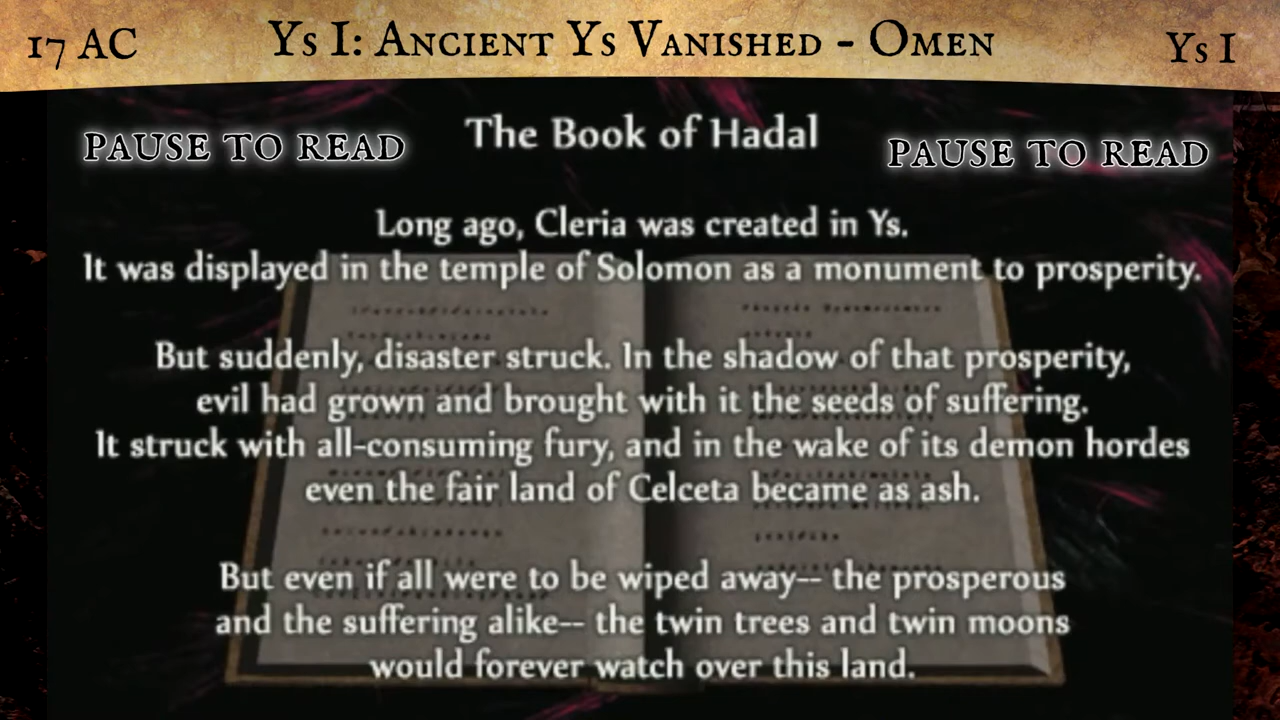 17 AC
Ys I: Ancient Ys Vanished - Omen
Ys I
PAUSE TO READ
The Book of Hadal
PAUSE TO READ
Long ago, Cleria was created in Ys.
It was displayed in the temple of Solomon as a monument to prosperity.
But suddenly, disaster struck. In the shadow of that prosperity,
evil had grown and brought with it the seeds of suffering.
It struck with all-consuming fury, and in the wake of its demon hordes
even the fair land of Celceta became as ash.
But even if all were to be wiped away-- the prosperous
and the suffering alike-- the twin trees and twin moons
would forever watch over this land.